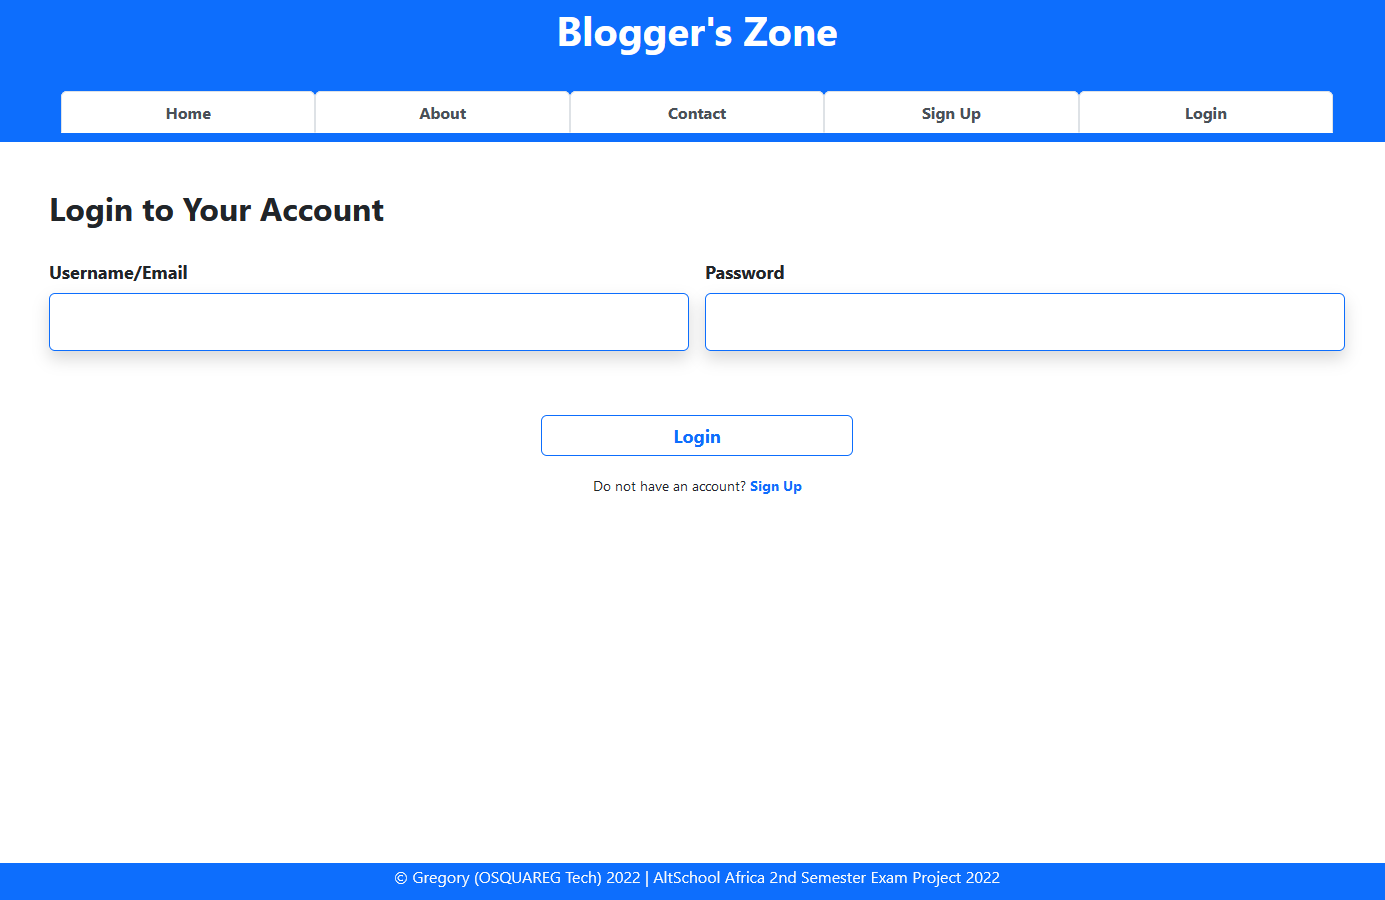 Blogger's Zone
Home About Contact Sign Up Login
Login to Your Account
Username/Email Password
Login
Do not have an account? Sign Up
© Gregory (OSQUAREG Tech) 2022 | AltSchool Africa 2nd Semester Exam Project 2022